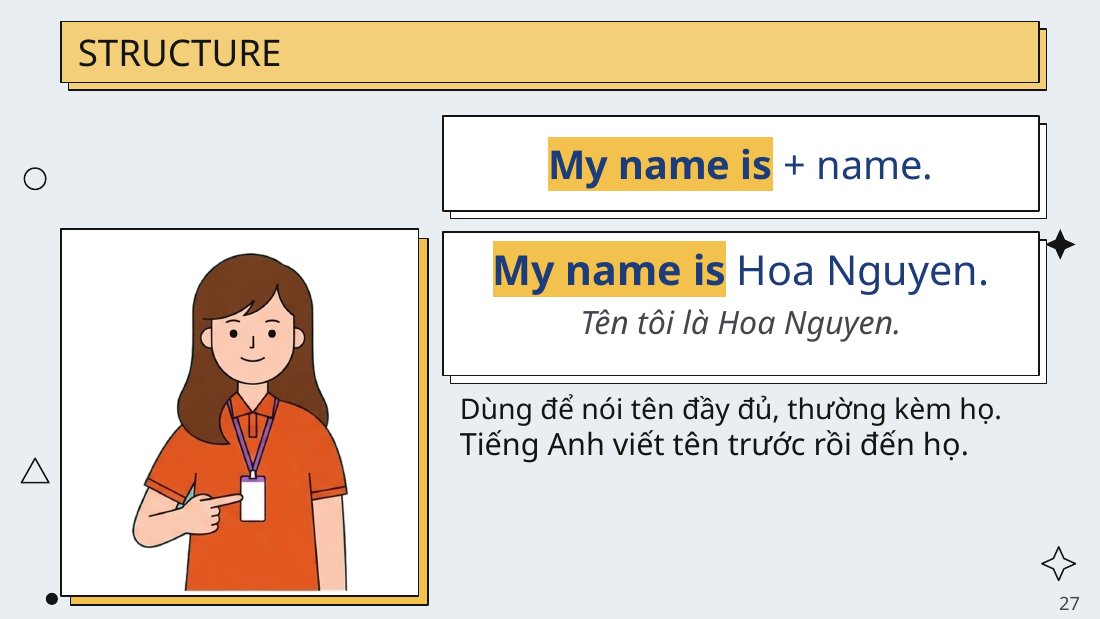 STRUCTURE
My name is + name.
My name is Hoa Nguyen.
Tên tôi là Hoa Nguyen.
Dùng để nói tên đầy đủ, thường kèm họ.
Tiếng Anh viết tên trước rồi đến họ.
27